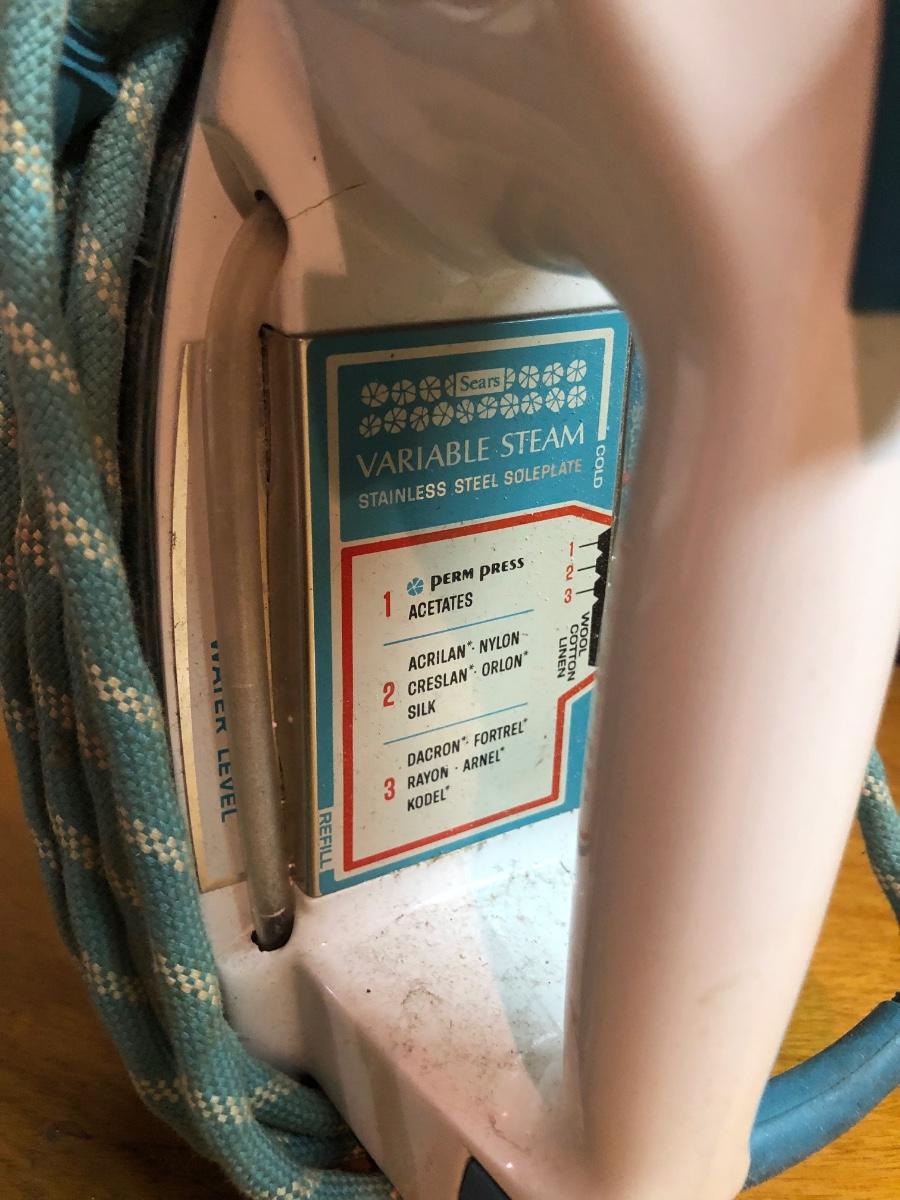 Sears
VARIABLE STEAM
STAINLESS STEEL SOLEPLATE
COLD
1
2
3
WOOL
COTTON
LINEN
1 PERM PRESS
ACETATES
2 ACRILAN* · NYLON
CRESLAN* · ORLON*
SILK
3 DACRON* · FORTREL*
RAYON · ARNEL*
KODEL*
REFILL
WATER LEVEL